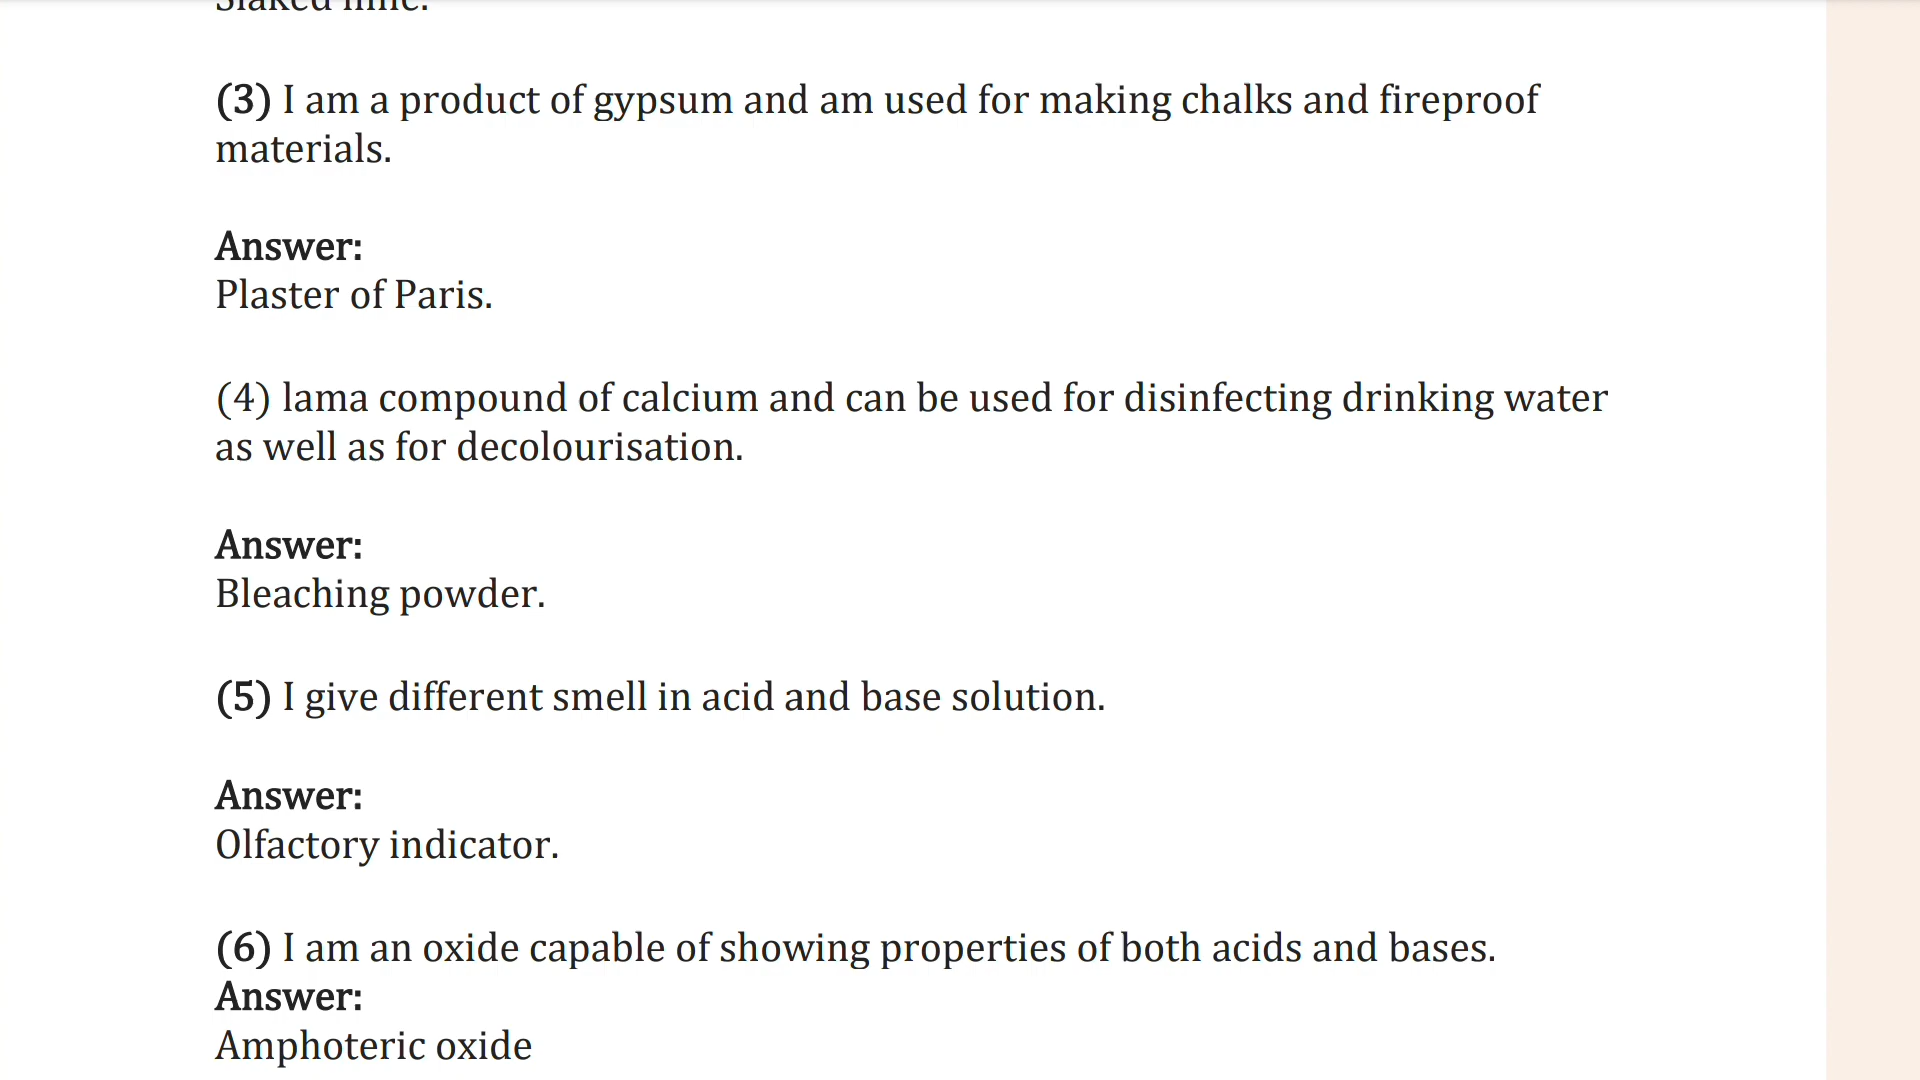 Slaked lime.
(3) I am a product of gypsum and am used for making chalks and fireproof
materials.
Answer:
Plaster of Paris.
(4) lama compound of calcium and can be used for disinfecting drinking water
as well as for decolourisation.
Answer:
Bleaching powder.
(5) I give different smell in acid and base solution.
Answer:
Olfactory indicator.
(6) I am an oxide capable of showing properties of both acids and bases.
Answer:
Amphoteric oxide